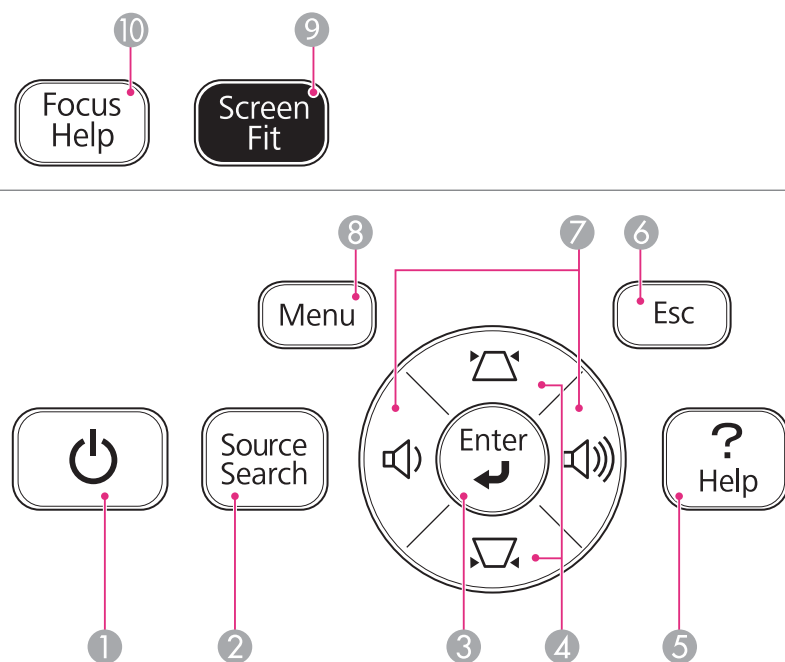 10 9
Focus
Help
Screen
Fit
8 7 6
Menu
Esc
Source
Search
Enter
?
Help
1 2 3 4 5